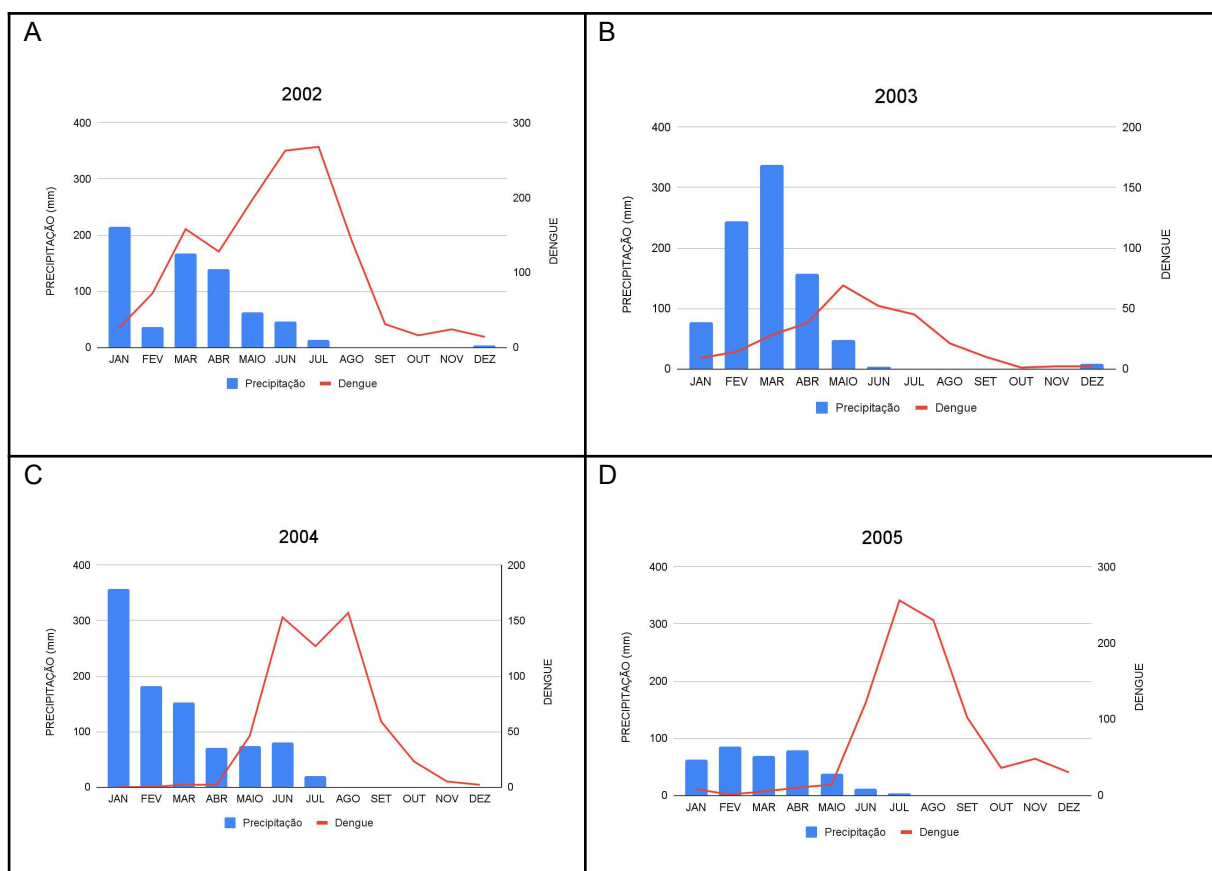 A
2002
PRECIPITAÇÃO (mm)
400
300
200
100
0
300
200
100
0
DENGUE
JAN FEV MAR ABR MAIO JUN JUL AGO SET OUT NOV DEZ
Precipitação Dengue
B
2003
PRECIPITAÇÃO (mm)
400
300
200
100
0
200
150
100
50
0
DENGUE
JAN FEV MAR ABR MAIO JUN JUL AGO SET OUT NOV DEZ
Precipitação Dengue
C
2004
PRECIPITAÇÃO (mm)
400
300
200
100
0
200
150
100
50
0
DENGUE
JAN FEV MAR ABR MAIO JUN JUL AGO SET OUT NOV DEZ
Precipitação Dengue
D
2005
PRECIPITAÇÃO (mm)
400
300
200
100
0
300
200
100
0
DENGUE
JAN FEV MAR ABR MAIO JUN JUL AGO SET OUT NOV DEZ
Precipitação Dengue